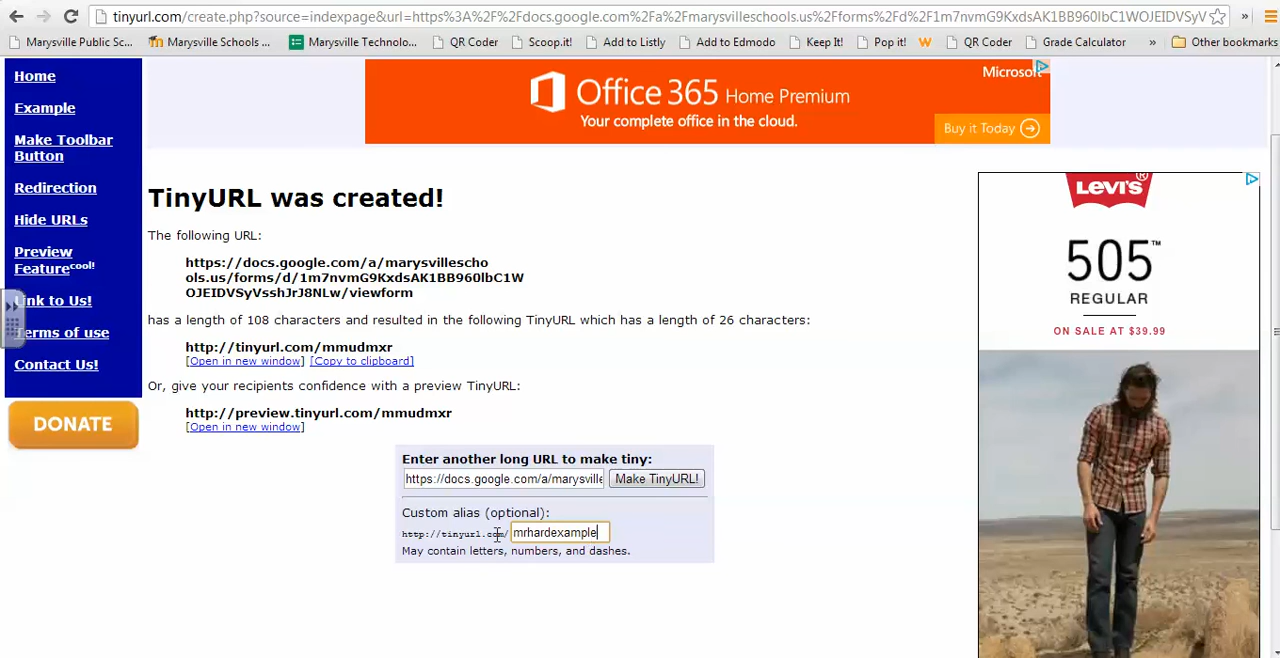 tinyurl.com/create.php?source=indexpage&url=https%3A%2F%2Fdocs.google.com%2Fa%2Fmarysvilleschools.us%2Fforms%2Fd%2F1m7nvmG9KxdsAK1BB960lbC1WOJEIDVSyV
Marysville Public Sc...
Marysville Schools ...
Marysville Technolo...
QR Coder
Scoop.it!
Add to Listly
Add to Edmodo
Keep It!
Pop it!
QR Coder
Grade Calculator
»
Other bookmarks
Home
Example
Make Toolbar
Button
Redirection
Hide URLs
Preview
Feature cool!
Link to Us!
Terms of use
Contact Us!
DONATE
Microsoft
Office 365 Home Premium
Your complete office in the cloud.
Buy it Today
TinyURL was created!
The following URL:
https://docs.google.com/a/marysvillescho
ols.us/forms/d/1m7nvmG9KxdsAK1BB960lbC1W
OJEIDVSyVsshJrJ8NLw/viewform
has a length of 108 characters and resulted in the following TinyURL which has a length of 26 characters:
http://tinyurl.com/mmudmxr
[Open in new window] [Copy to clipboard]
Or, give your recipients confidence with a preview TinyURL:
http://preview.tinyurl.com/mmudmxr
[Open in new window]
Enter another long URL to make tiny:
https://docs.google.com/a/marysville
Make TinyURL!
Custom alias (optional):
http://tinyurl.com/ mrhardexample
May contain letters, numbers, and dashes.
LEVI'S®
505™
REGULAR
ON SALE AT $39.99